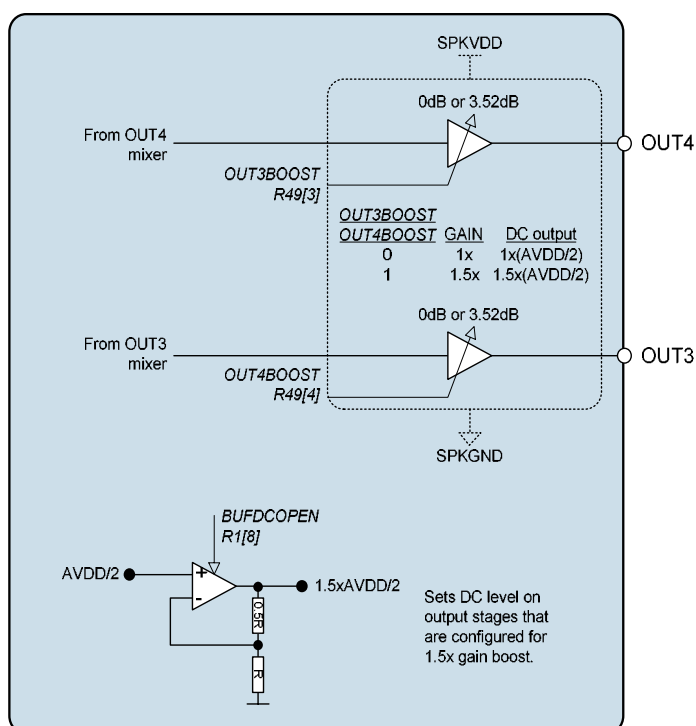 SPKVDD
0dB or 3.52dB
From OUT4
mixer
OUT4
OUT3BOOST
R49[3]
OUT3BOOST
OUT4BOOST GAIN DC output
0 1x 1x(AVDD/2)
1 1.5x 1.5x(AVDD/2)
0dB or 3.52dB
From OUT3
mixer
OUT3
OUT4BOOST
R49[4]
SPKGND
BUFDCOPEN
R1[8]
AVDD/2
+
-
1.5xAVDD/2
0.5R
R
Sets DC level on
output stages that
are configured for
1.5x gain boost.